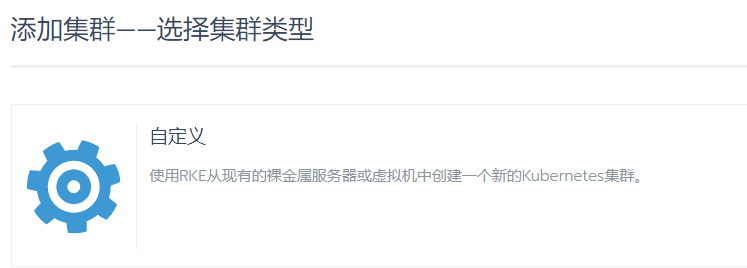 添加集群——选择集群类型
自定义
使用RKE从现有的裸金属服务器或虚拟机中创建一个新的Kubernetes集群。